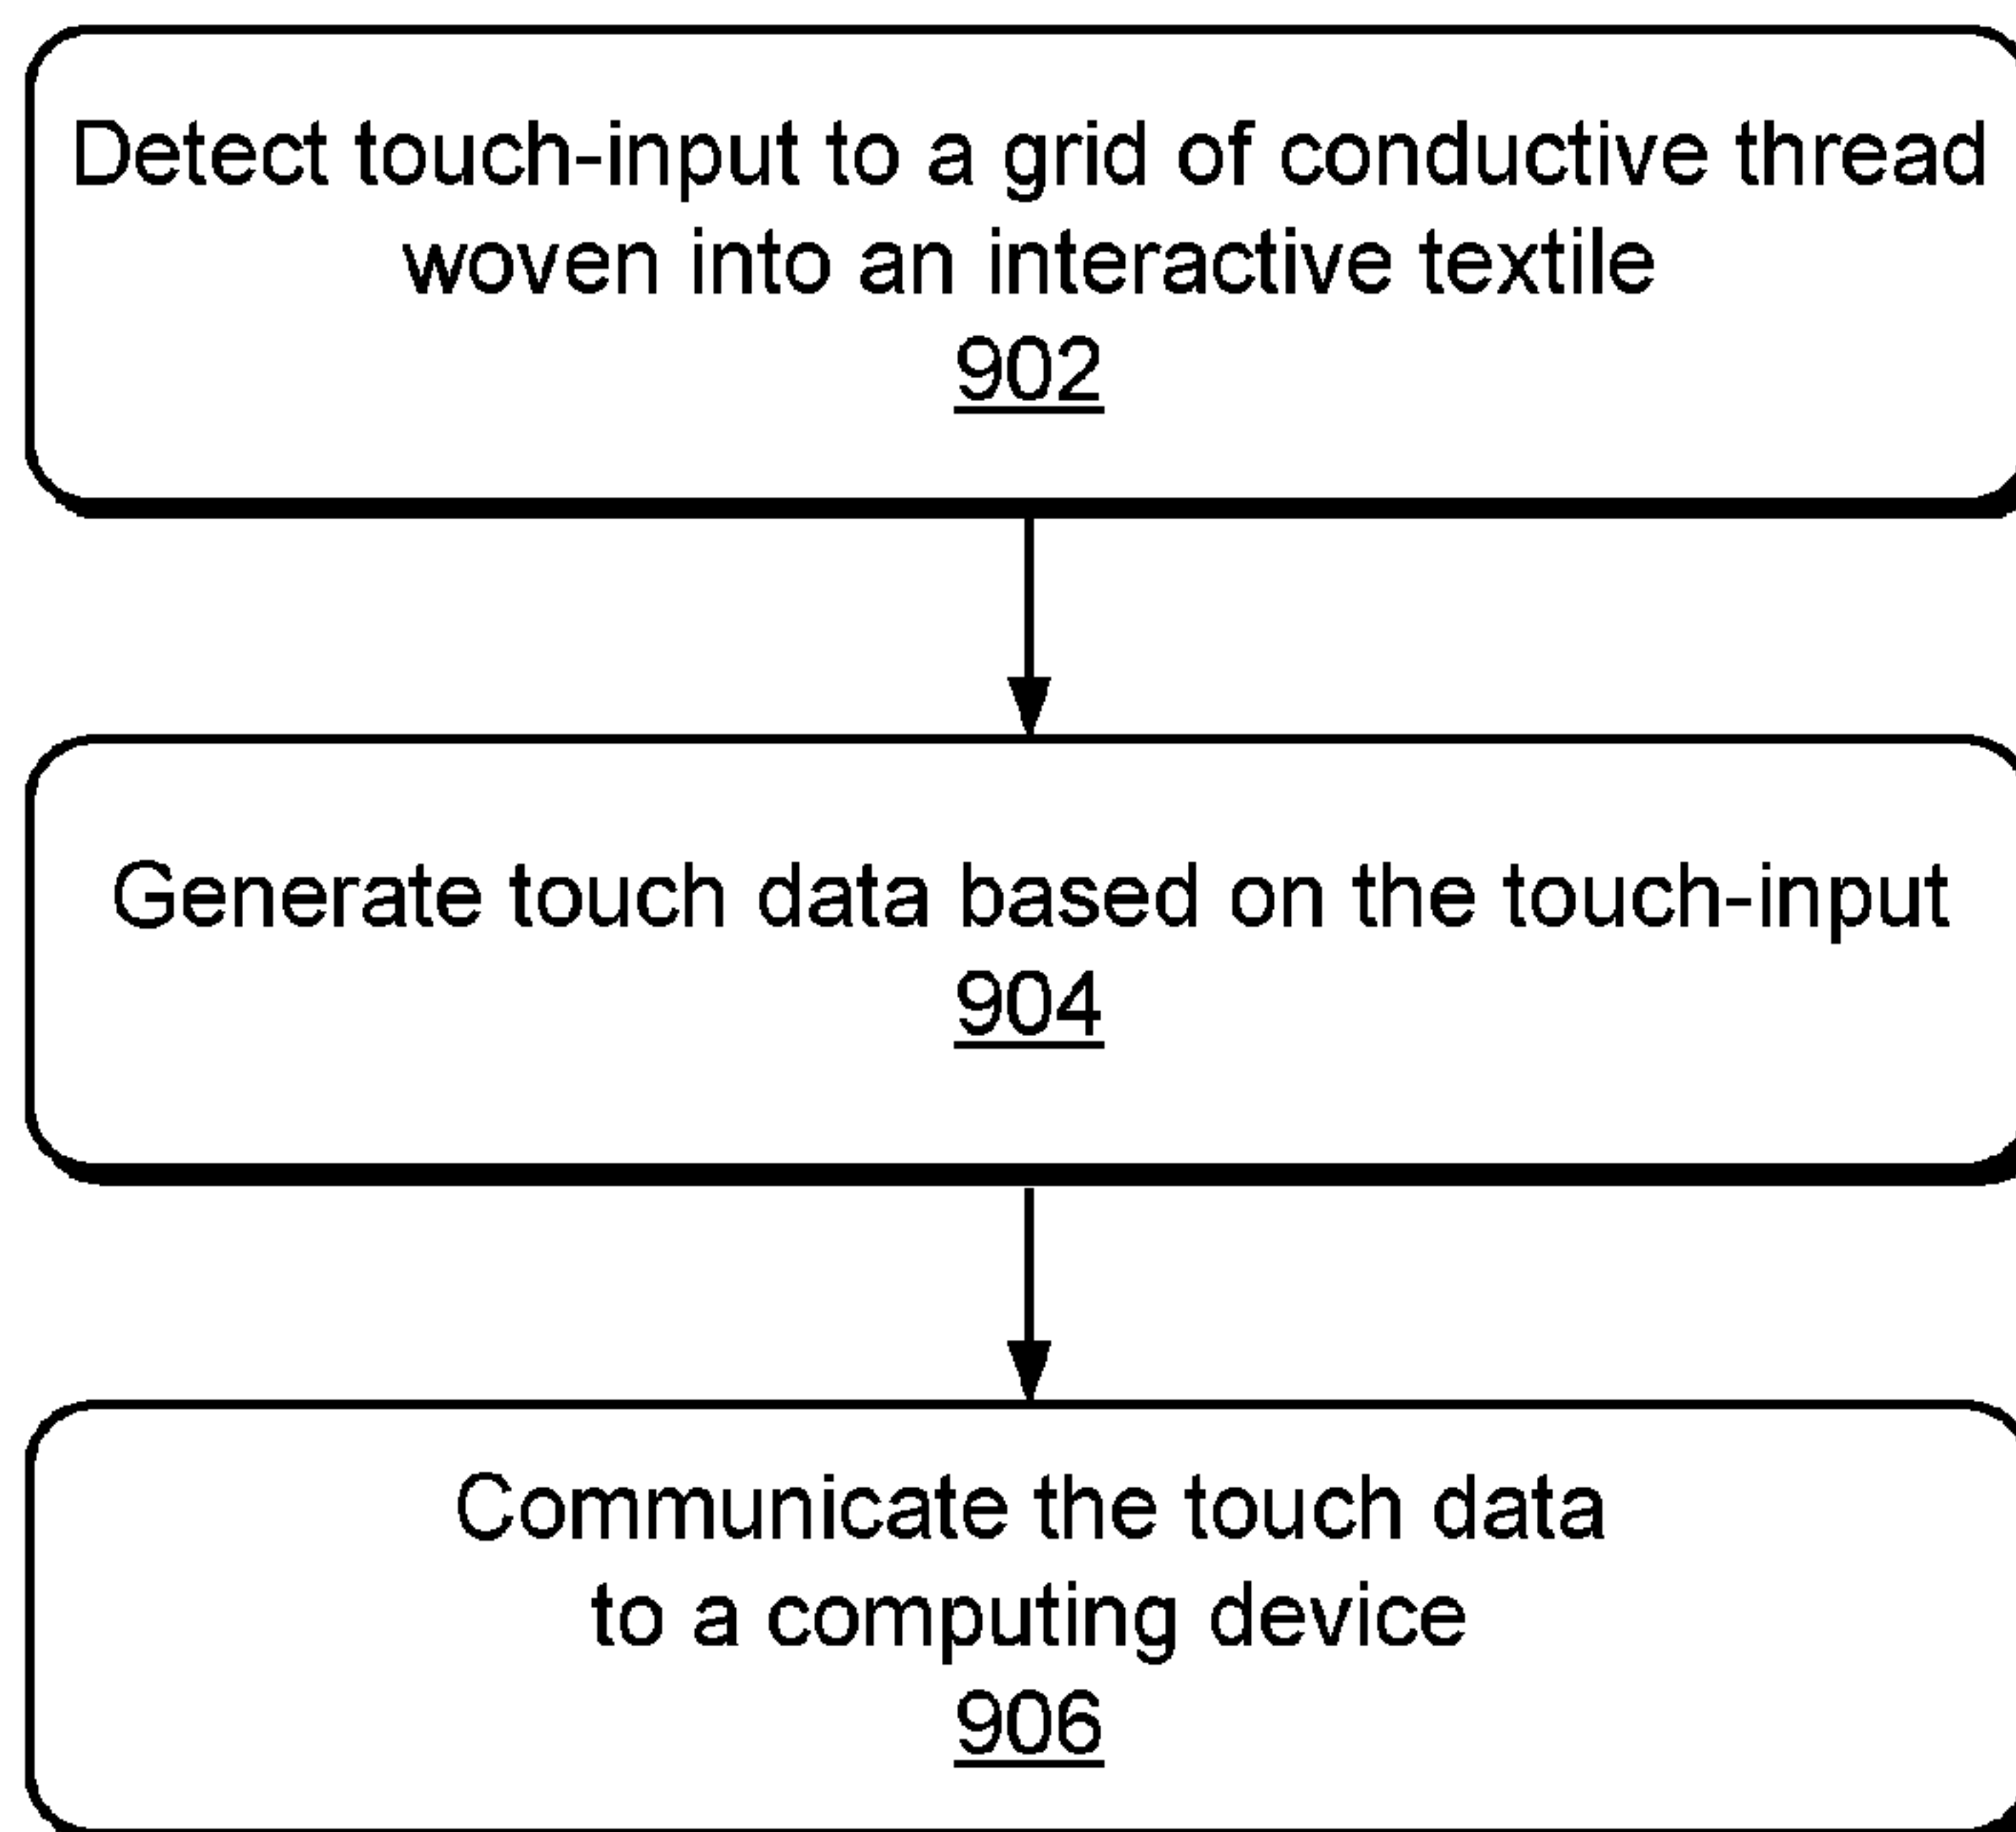 Detect touch-input to a grid of conductive thread
woven into an interactive textile
902
Generate touch data based on the touch-input
904
Communicate the touch data
to a computing device
906